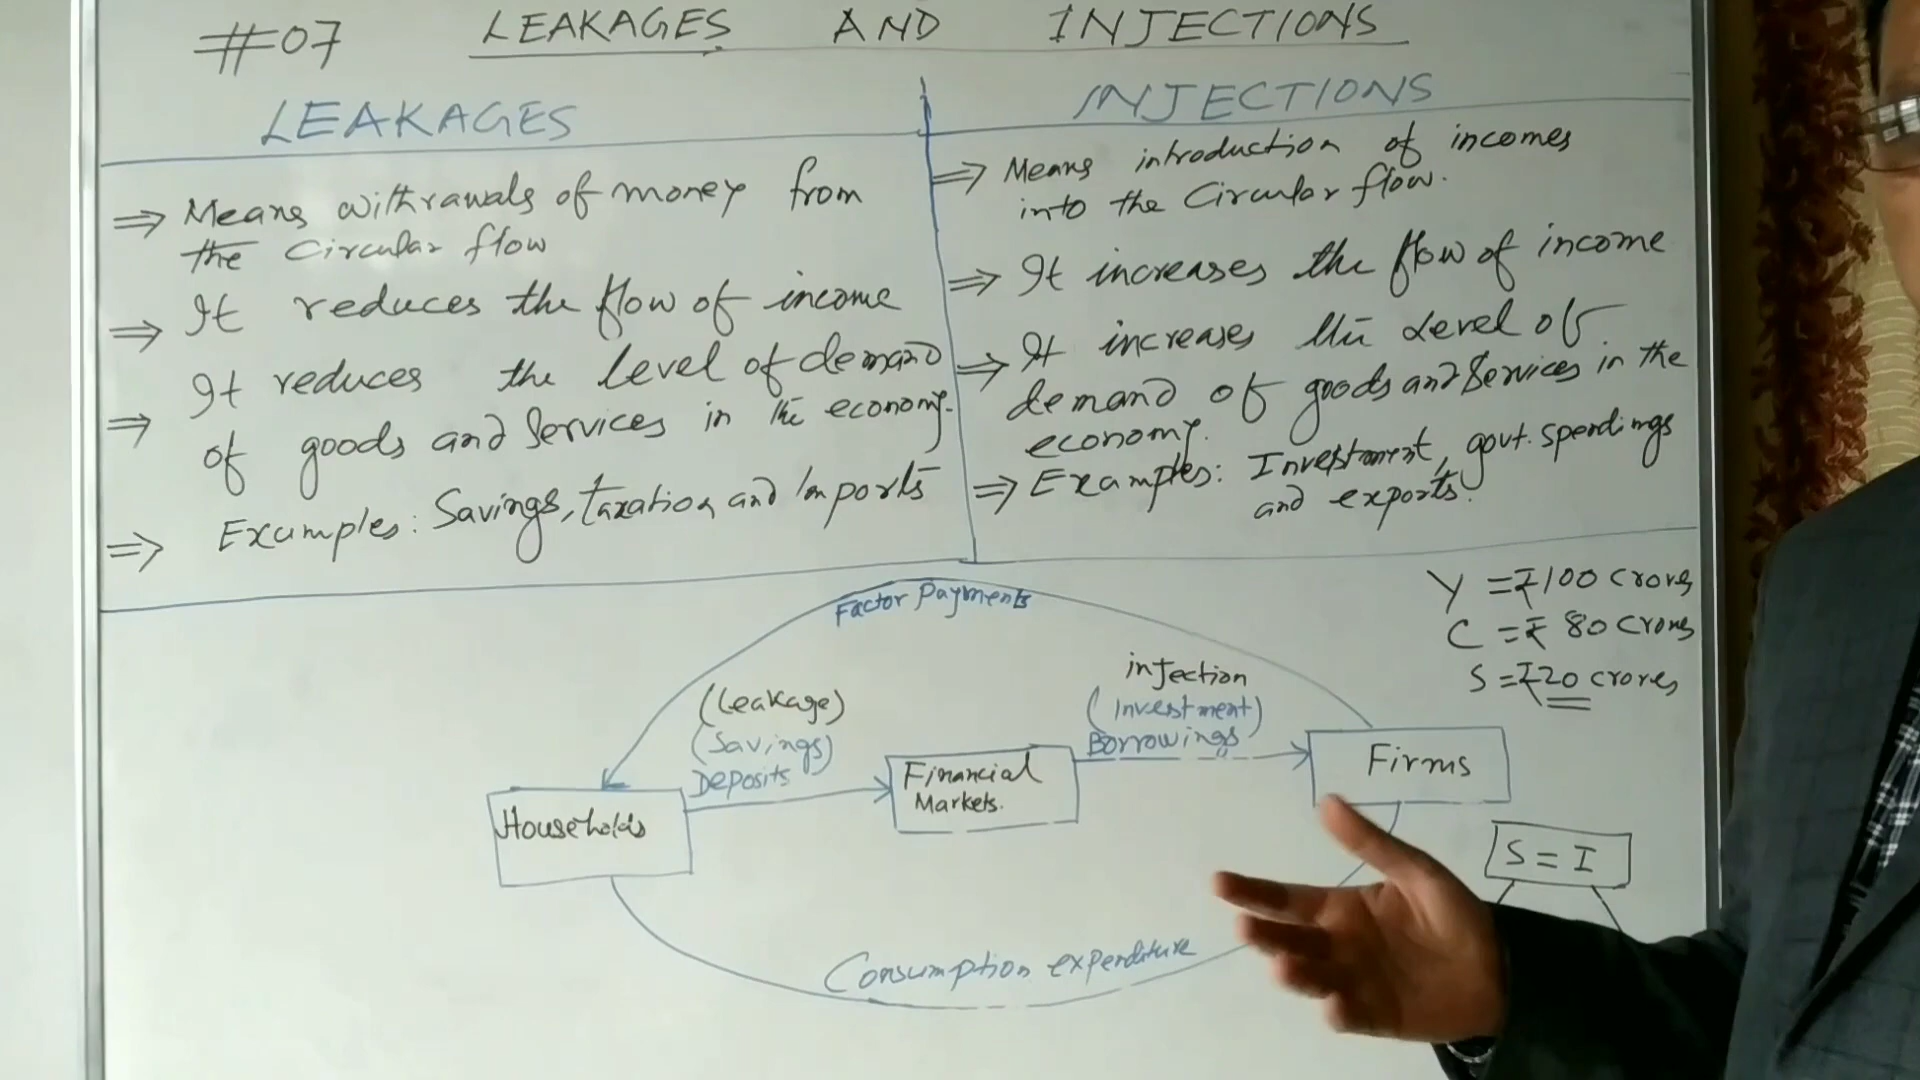 #07 LEAKAGES AND INJECTIONS
LEAKAGES
⇒ Means withrawals of money from
the Circular flow
⇒ It reduces the flow of income
⇒ It reduces the level of demand
of goods and Services in the economy.
⇒ Examples: Savings, taxation and Imports
INJECTIONS
⇒ Means introduction of incomes
into the Circular flow.
⇒ It increases the flow of income
⇒ It increases the Level of
demand of goods and Services in the
economy.
⇒ Examples: Investment, govt. spendings
and exports.
Y = ₹100 Crores
C = ₹ 80 Crores
S = ₹20 crores
Factor Payments
(Leakage)
(Savings)
Deposits
injection
(Investment)
Borrowings
Households
Financial
Markets.
Firms
S = I
Consumption expenditure